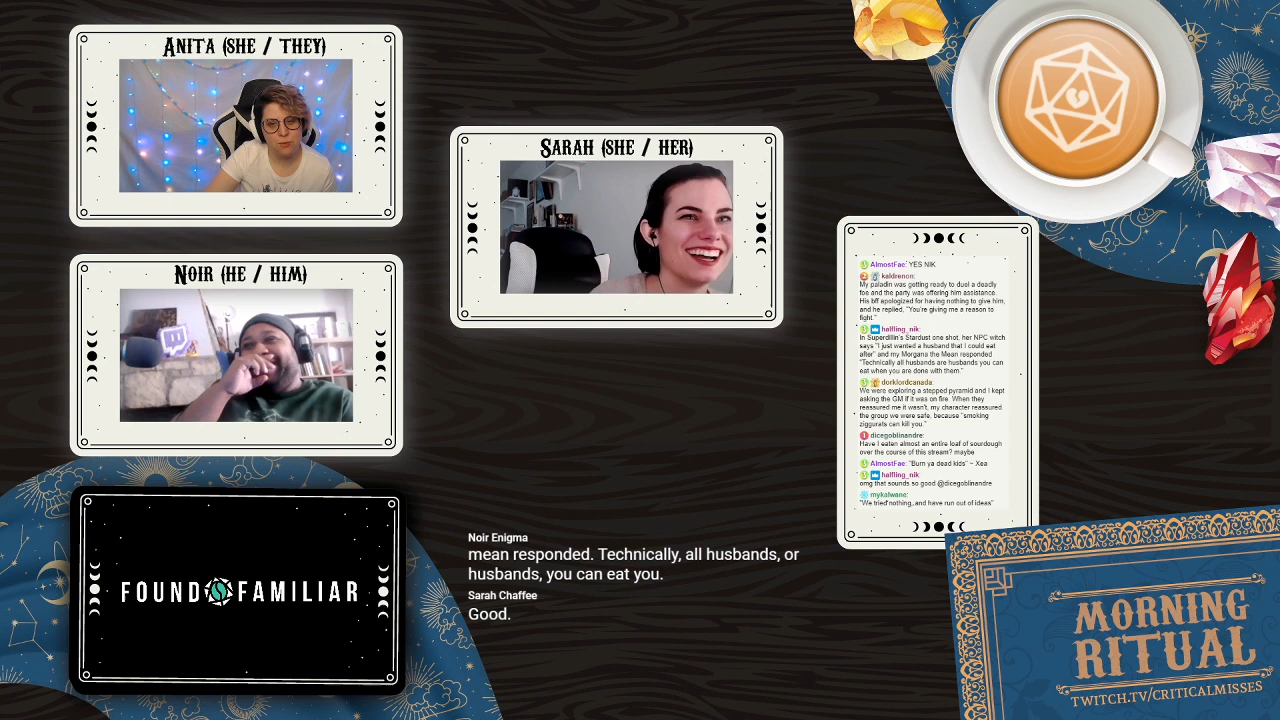 ANITA (SHE / THEY)
SARAH (SHE / HER)
NOIR (HE / HIM)
AlmostFae: YES NIK
kaldrenon:
My paladin was getting ready to duel a deadly
foe and the party was offering him assistance.
His bff apologized for having nothing to give him,
and he replied, "You're giving me a reason to
fight."
halfling_nik:
In Superdillin's Stardust one shot, her NPC witch
says "I just wanted a husband that I could eat
after" and my Morgana the Mean responded
"Technically all husbands are husbands you can
eat when you are done with them."
dorklordcanada:
We were exploring a stepped pyramid and I kept
asking the GM if it was on fire. When they
reassured me it wasn't, my character reassured
the group we were safe, because "smoking
ziggurats can kill you."
dicegoblinandre:
Have I eaten almost an entire loaf of sourdough
over the course of this stream? maybe
AlmostFae: "Burn ya dead kids" ~ Xea
halfling_nik:
omg that sounds so good @dicegoblinandre
mykalwane:
"We tried nothing, and have run out of ideas"
FOUND FAMILIAR
Noir Enigma
mean responded. Technically, all husbands, or
husbands, you can eat you.
Sarah Chaffee
Good.
MORNING
RITUAL
TWITCH.TV/CRITICALMISSES